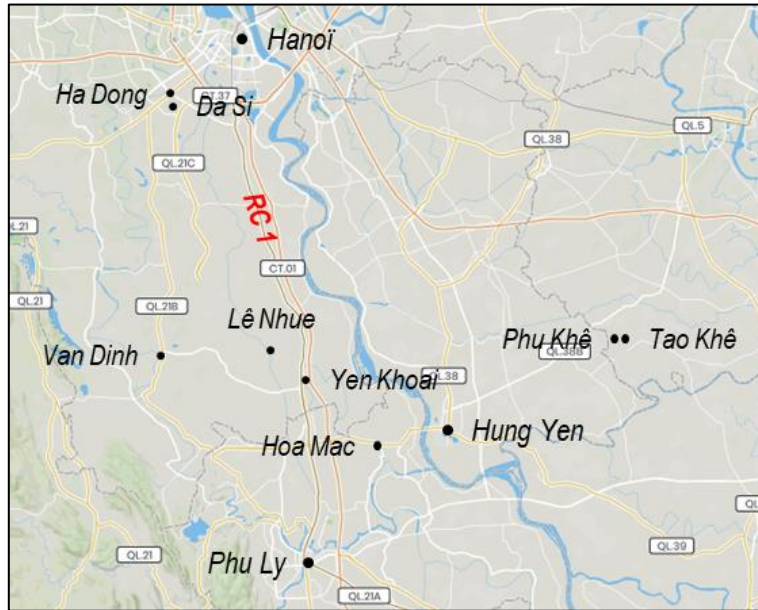 Hanoï
Ha Dong
CT.37
Da Si
QL.5
QL.38
QL.21C
RC 1
QL.21
CT.01
QL.21
QL.21B
Lê Nhue
Van Dinh
Phu Khê
Tao Khê
QL.38B
Yen Khoai
QL.38
Hung Yen
Hoa Mac
QL.21
QL.39
Phu Ly
QL.21A